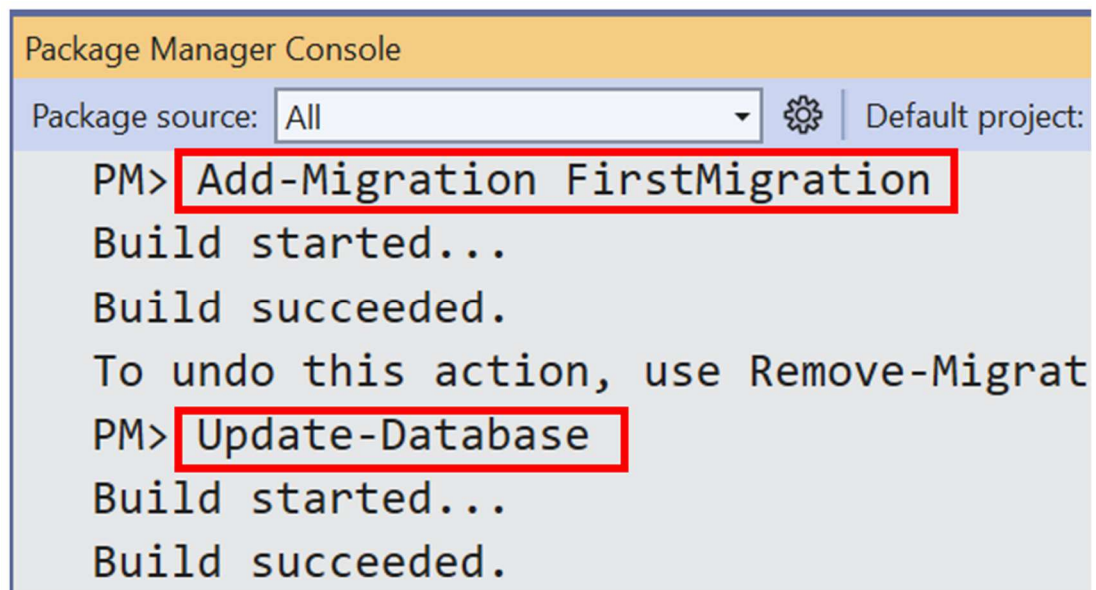 Package Manager Console
Package source: All Default project:
PM> Add-Migration FirstMigration
Build started...
Build succeeded.
To undo this action, use Remove-Migrat
PM> Update-Database
Build started...
Build succeeded.